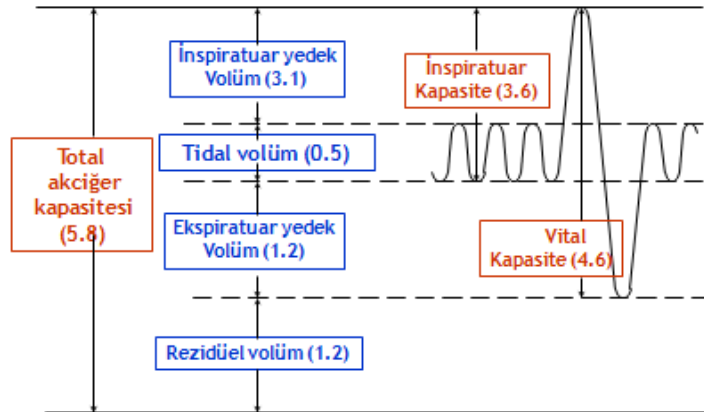 İnspiratuar yedek
Volüm (3.1)
İnspiratuar
Kapasite (3.6)
Total
akciğer
kapasitesi
(5.8)
Tidal volüm (0.5)
Ekspiratuar yedek
Volüm (1.2)
Vital
Kapasite (4.6)
Rezidüel volüm (1.2)